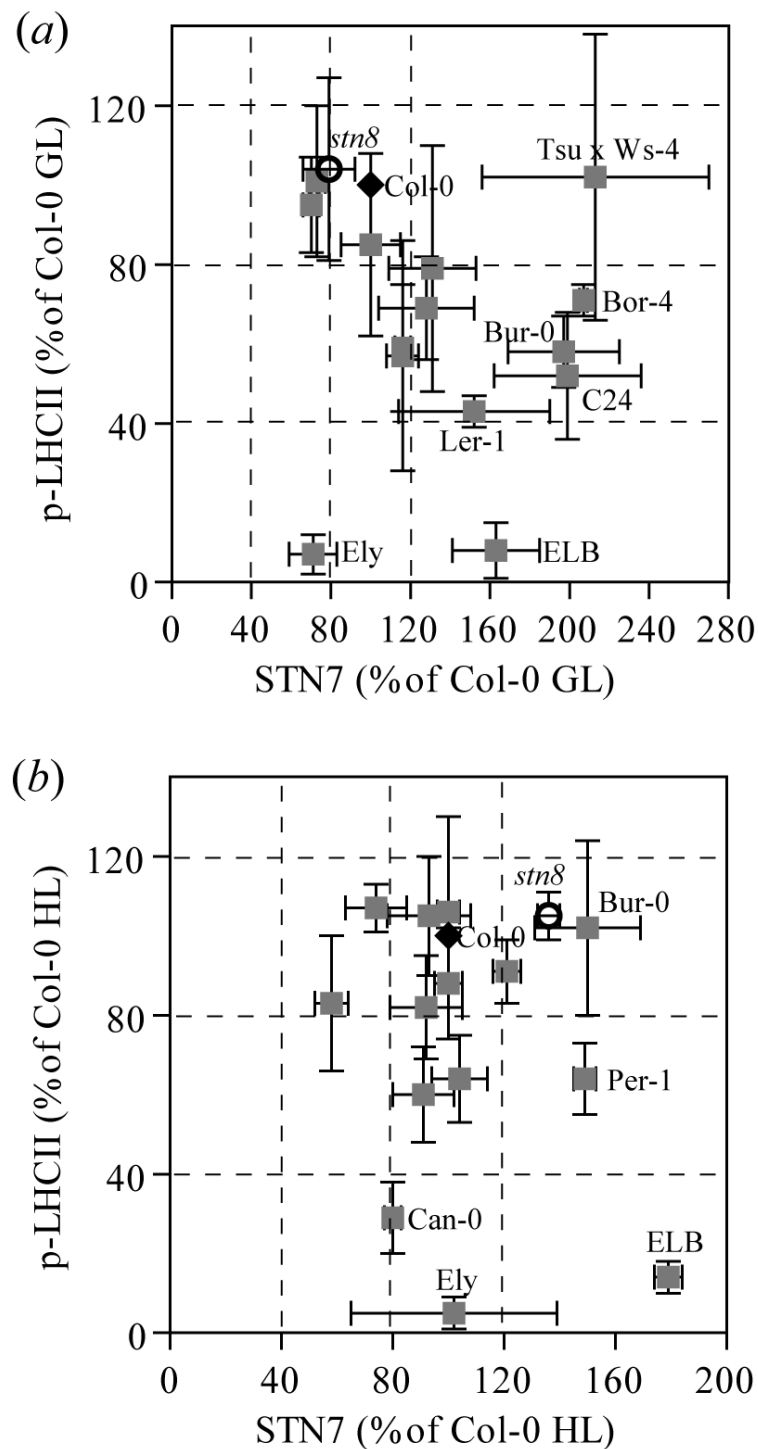 (a)
120
80
40
0
p-LHCII (% of Col-0 GL)
stn8
Col-0
Tsu x Ws-4
Bor-4
Bur-0
C24
Ler-1
Ely
ELB
0 40 80 120 160 200 240 280
STN7 (% of Col-0 GL)
(b)
120
80
40
0
p-LHCII (% of Col-0 HL)
stn8
Bur-0
Col-0
Per-1
Can-0
ELB
Ely
0 40 80 120 160 200
STN7 (% of Col-0 HL)